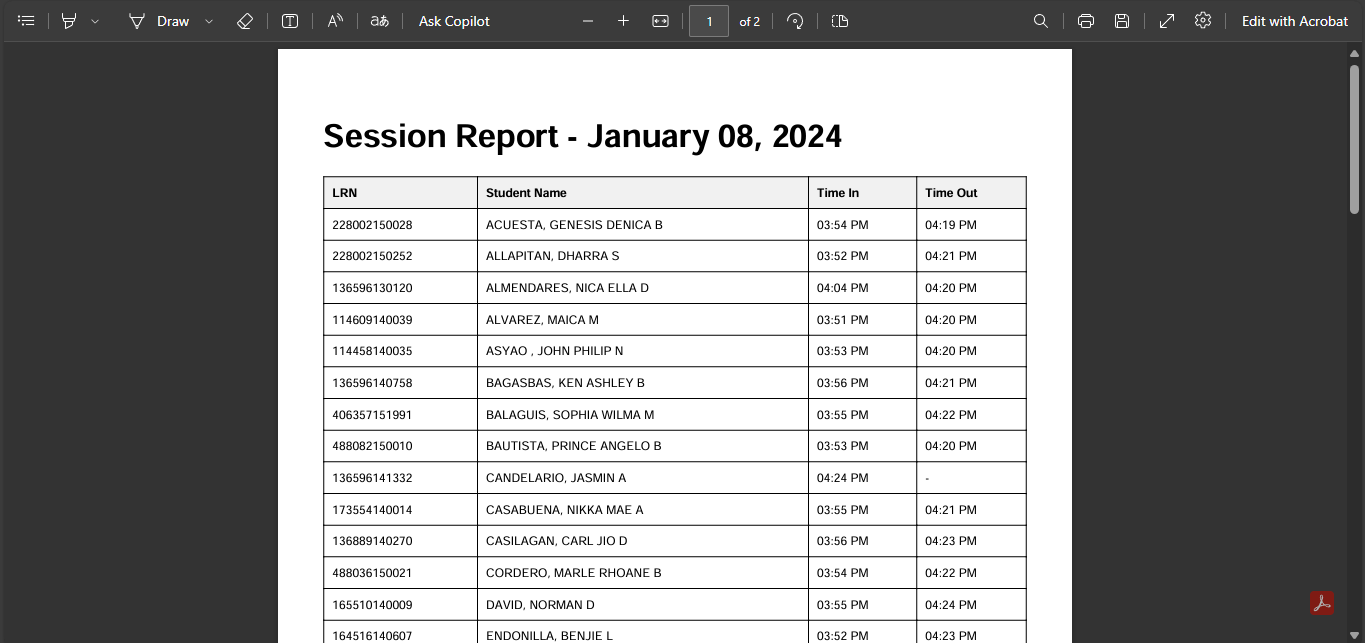 Draw
A
aあ
Ask Copilot
1
of 2
Edit with Acrobat
Session Report - January 08, 2024
LRN Student Name Time In Time Out
228002150028 ACUESTA, GENESIS DENICA B 03:54 PM 04:19 PM
228002150252 ALLAPITAN, DHARRA S 03:52 PM 04:21 PM
136596130120 ALMENDARES, NICA ELLA D 04:04 PM 04:20 PM
114609140039 ALVAREZ, MAICA M 03:51 PM 04:20 PM
114458140035 ASYAO , JOHN PHILIP N 03:53 PM 04:20 PM
136596140758 BAGASBAS, KEN ASHLEY B 03:56 PM 04:21 PM
406357151991 BALAGUIS, SOPHIA WILMA M 03:55 PM 04:22 PM
488082150010 BAUTISTA, PRINCE ANGELO B 03:53 PM 04:20 PM
136596141332 CANDELARIO, JASMIN A 04:24 PM -
173554140014 CASABUENA, NIKKA MAE A 03:55 PM 04:21 PM
136889140270 CASILAGAN, CARL JIO D 03:56 PM 04:23 PM
488036150021 CORDERO, MARLE RHOANE B 03:54 PM 04:22 PM
165510140009 DAVID, NORMAN D 03:55 PM 04:24 PM
164516140607 ENDONILLA, BENJIE L 03:52 PM 04:23 PM